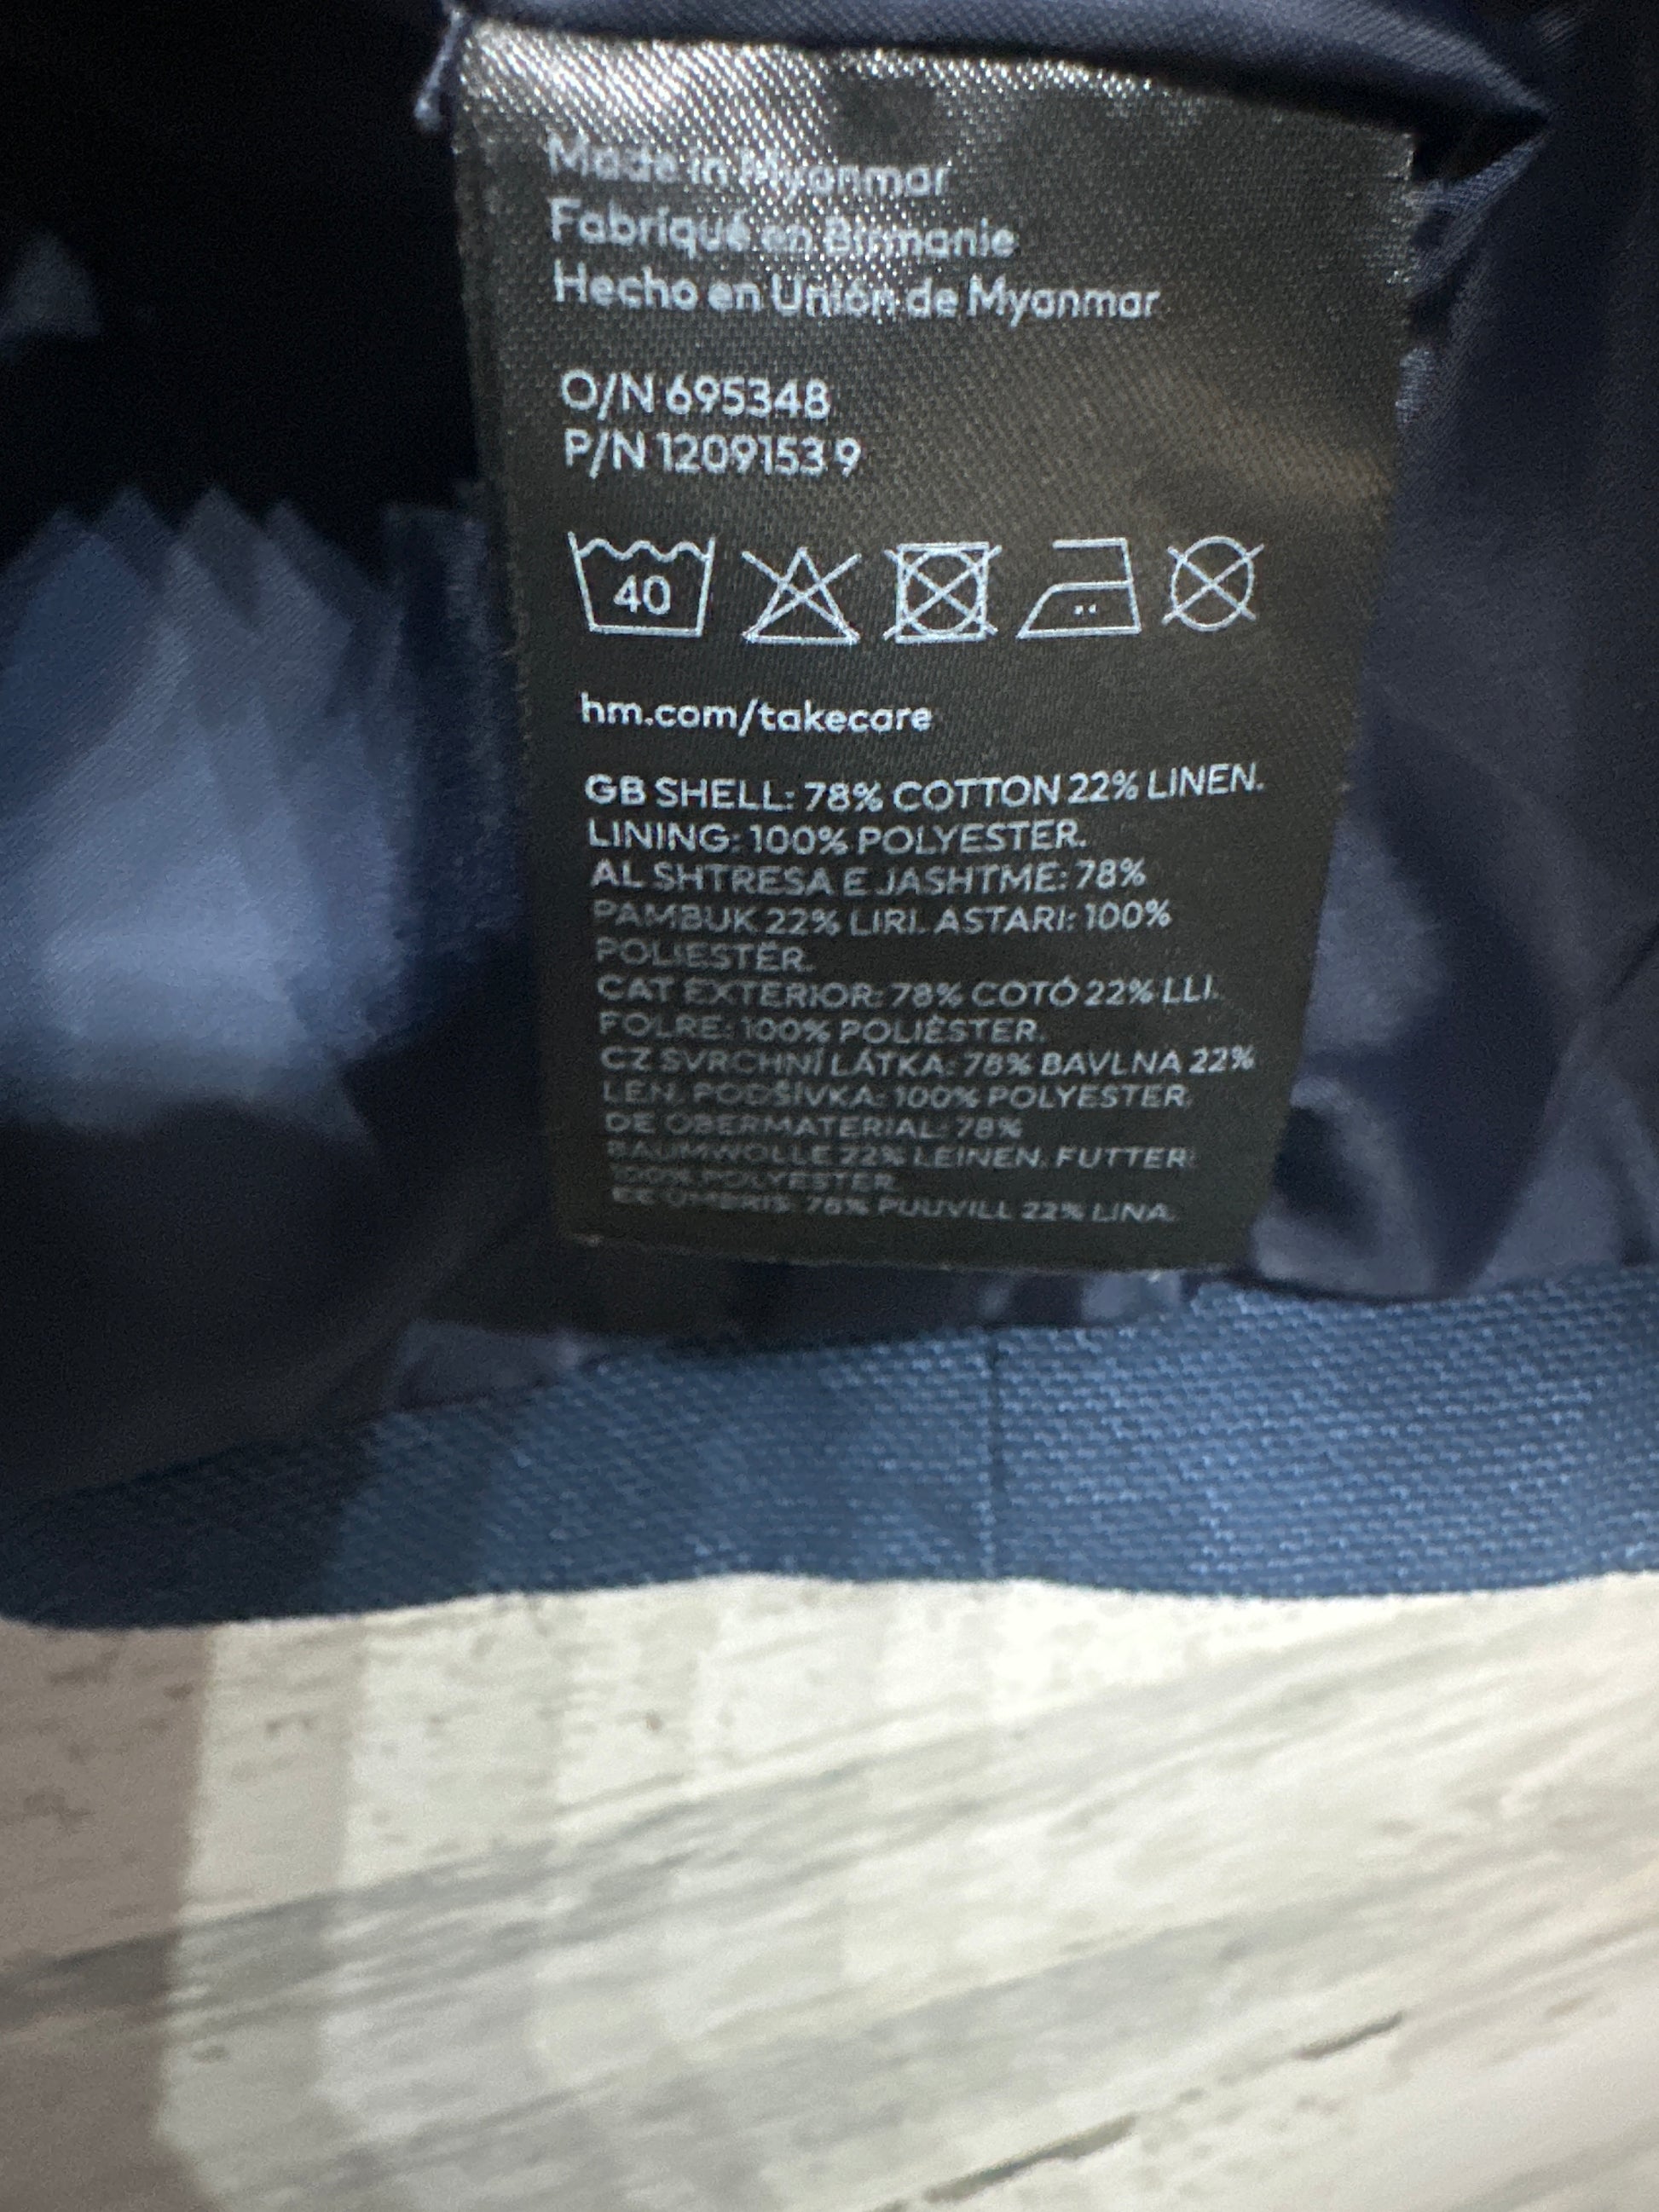 Made in Myanmar
Fabriqué en Birmanie
Hecho en Unión de Myanmar
O/N 695348
P/N 1209153 9
40
hm.com/takecare
GB SHELL: 78% COTTON 22% LINEN.
LINING: 100% POLYESTER.
AL SHTRESA E JASHTME: 78%
PAMBUK 22% LIRI. ASTARI: 100%
POLIESTËR.
CAT EXTERIOR: 78% COTÓ 22% LLI.
FOLRE: 100% POLIÈSTER.
CZ SVRCHNÍ LÁTKA: 78% BAVLNA 22%
LEN. PODŠÍVKA: 100% POLYESTER.
DE OBERMATERIAL: 78%
BAUMWOLLE 22% LEINEN. FUTTER:
100% POLYESTER.
EE ÜMBRIS: 78% PUUVILL 22% LINA.